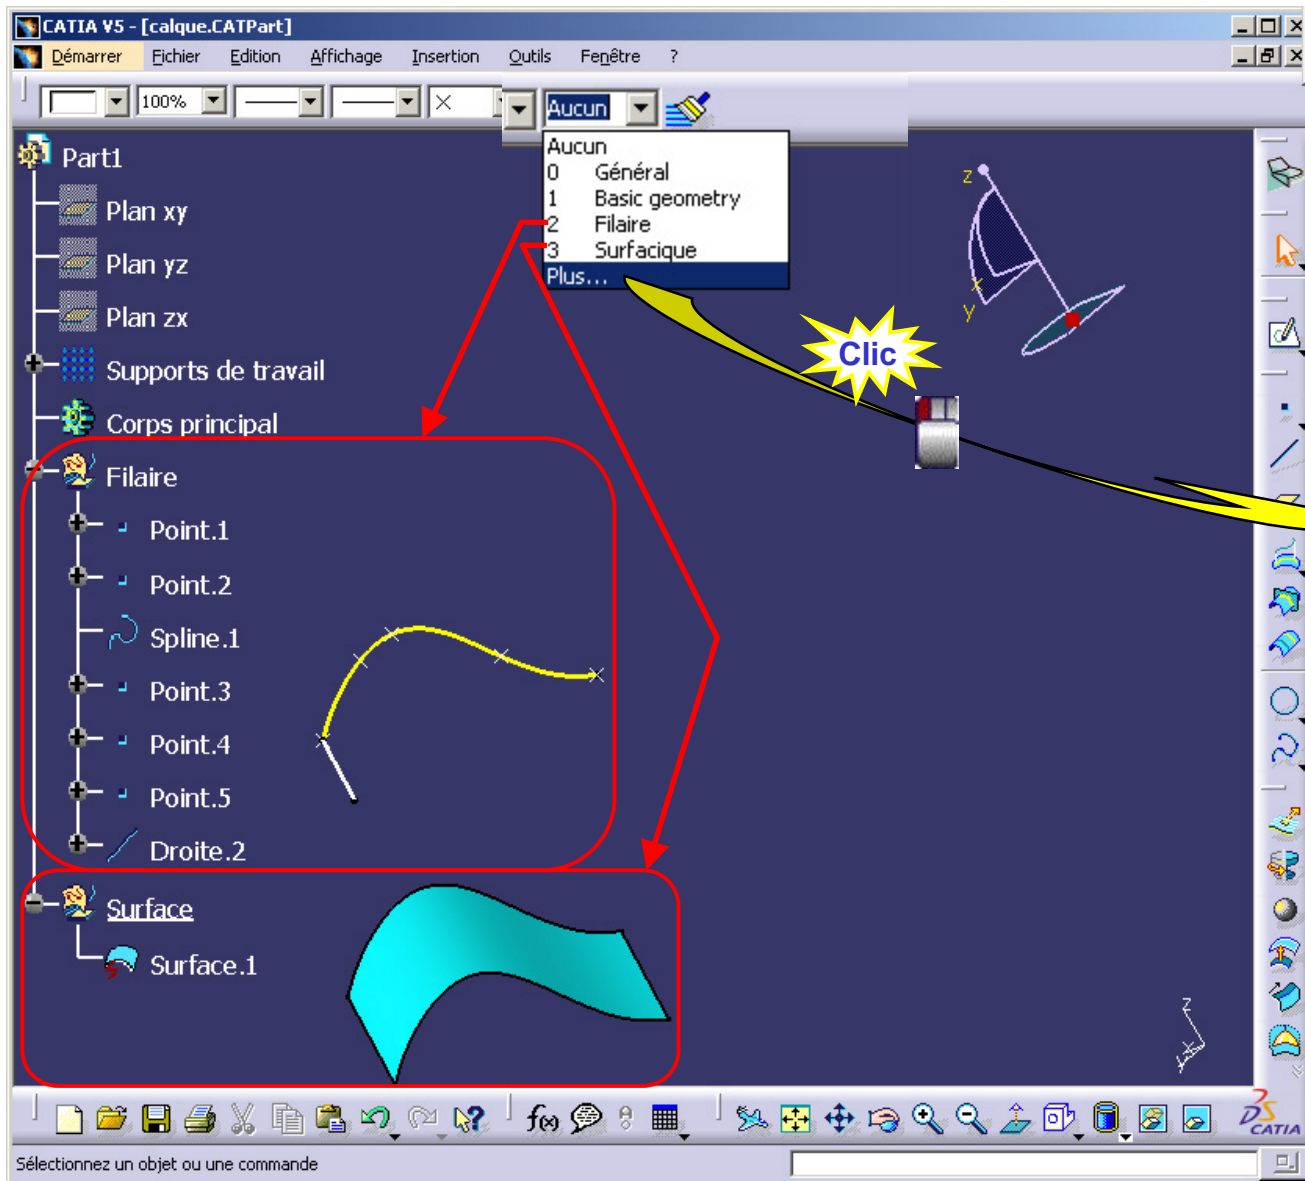 CATIA V5 - [calque.CATPart]
Démarrer Fichier Edition Affichage Insertion Outils Fenêtre ?
100% Aucun
Aucun
0 Général
1 Basic geometry
2 Filaire
3 Surfacique
Plus...
Part1
Plan xy
Plan yz
Plan zx
Supports de travail
Corps principal
Filaire
Point.1
Point.2
Spline.1
Point.3
Point.4
Point.5
Droite.2
Surface
Surface.1
z
x
y
Clic
z
x
y
f(x)
DS
CATIA
Sélectionnez un objet ou une commande